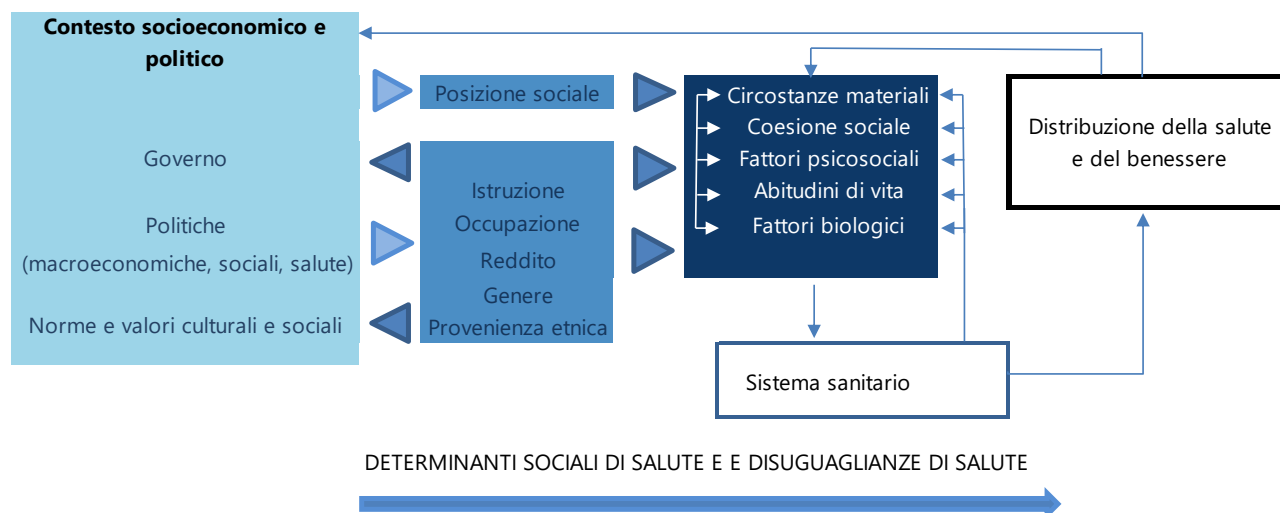 Contesto socioeconomico e
politico
Governo
Politiche
(macroeconomiche, sociali, salute)
Norme e valori culturali e sociali
Posizione sociale
Istruzione
Occupazione
Reddito
Genere
Provenienza etnica
Circostanze materiali
Coesione sociale
Fattori psicosociali
Abitudini di vita
Fattori biologici
Sistema sanitario
Distribuzione della salute
e del benessere
DETERMINANTI SOCIALI DI SALUTE E E DISUGUAGLIANZE DI SALUTE